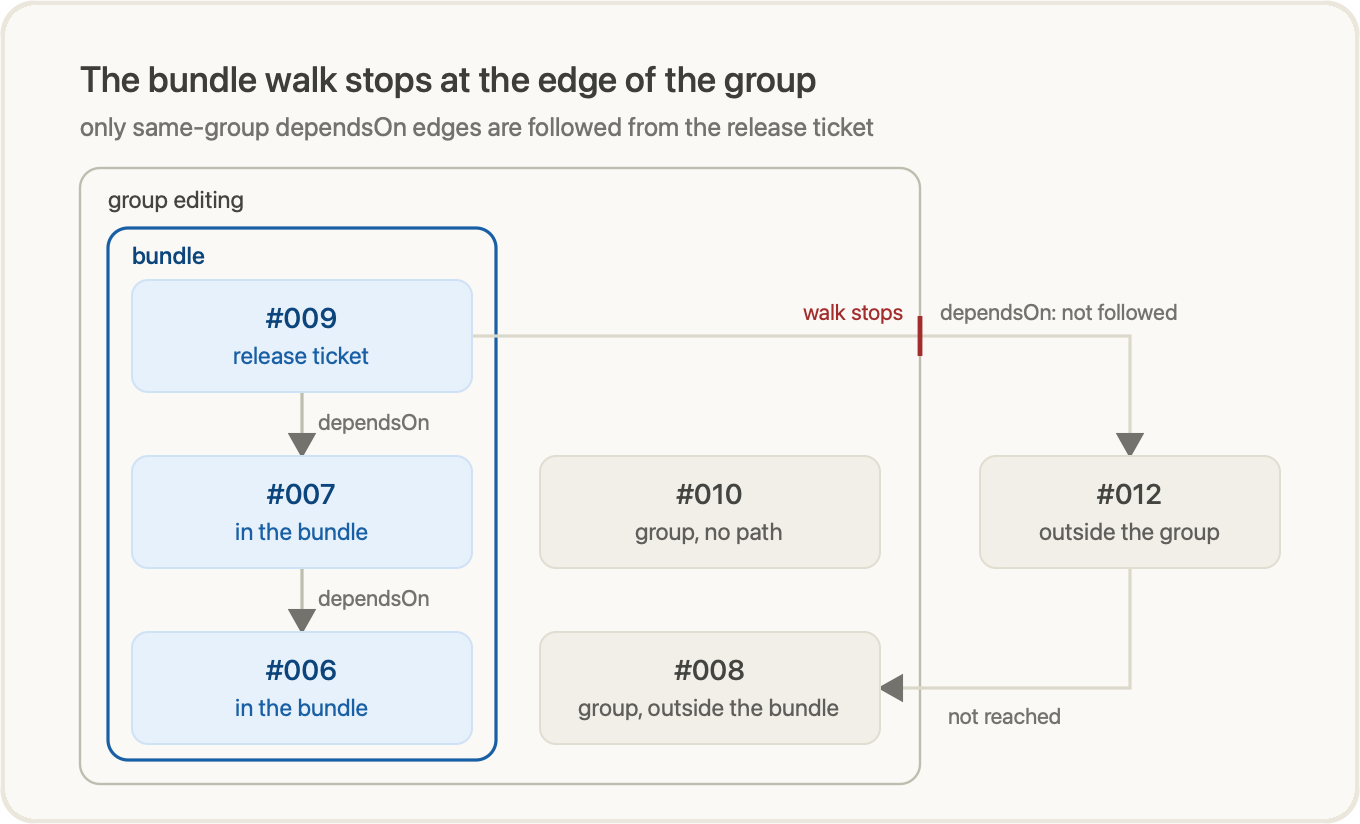 The bundle walk stops at the edge of the group
only same-group dependsOn edges are followed from the release ticket
group editing
bundle
#009
release ticket
walk stops
dependsOn: not followed
dependsOn
#007
in the bundle
#010
group, no path
#012
outside the group
dependsOn
#006
in the bundle
#008
group, outside the bundle
not reached